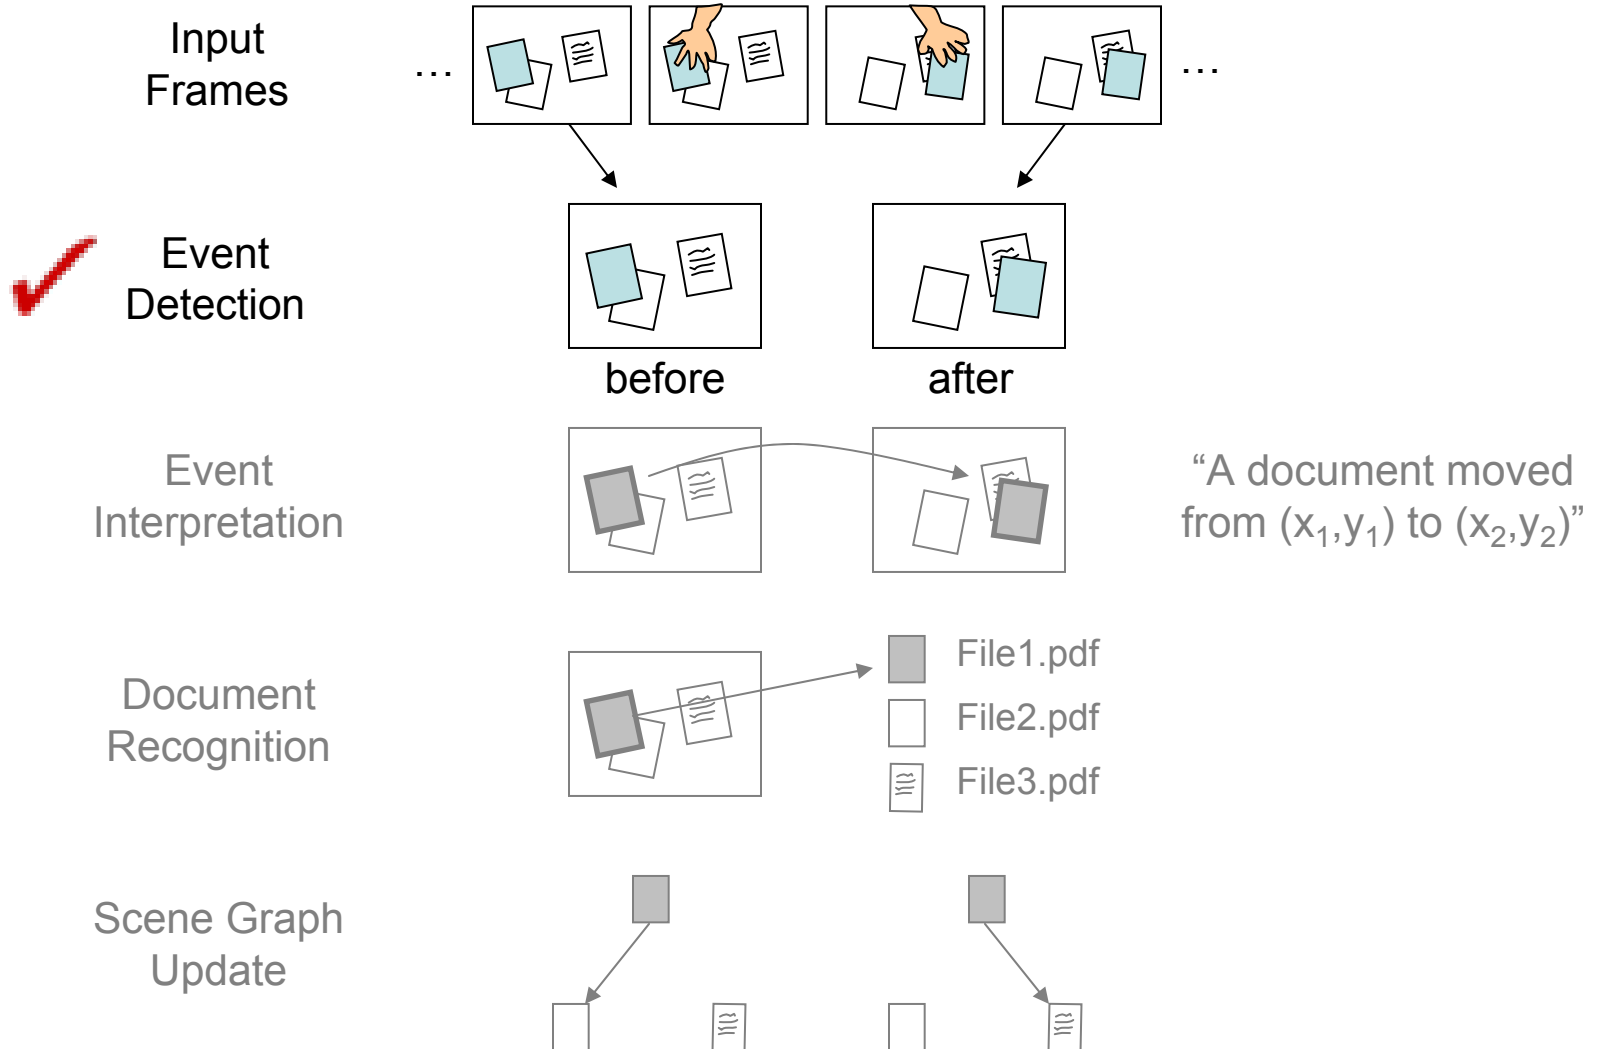 Input
Frames
…
…
Event
Detection
before
after
Event
Interpretation
“A document moved
from (x₁,y₁) to (x₂,y₂)”
Document
Recognition
File1.pdf
File2.pdf
File3.pdf
Scene Graph
Update